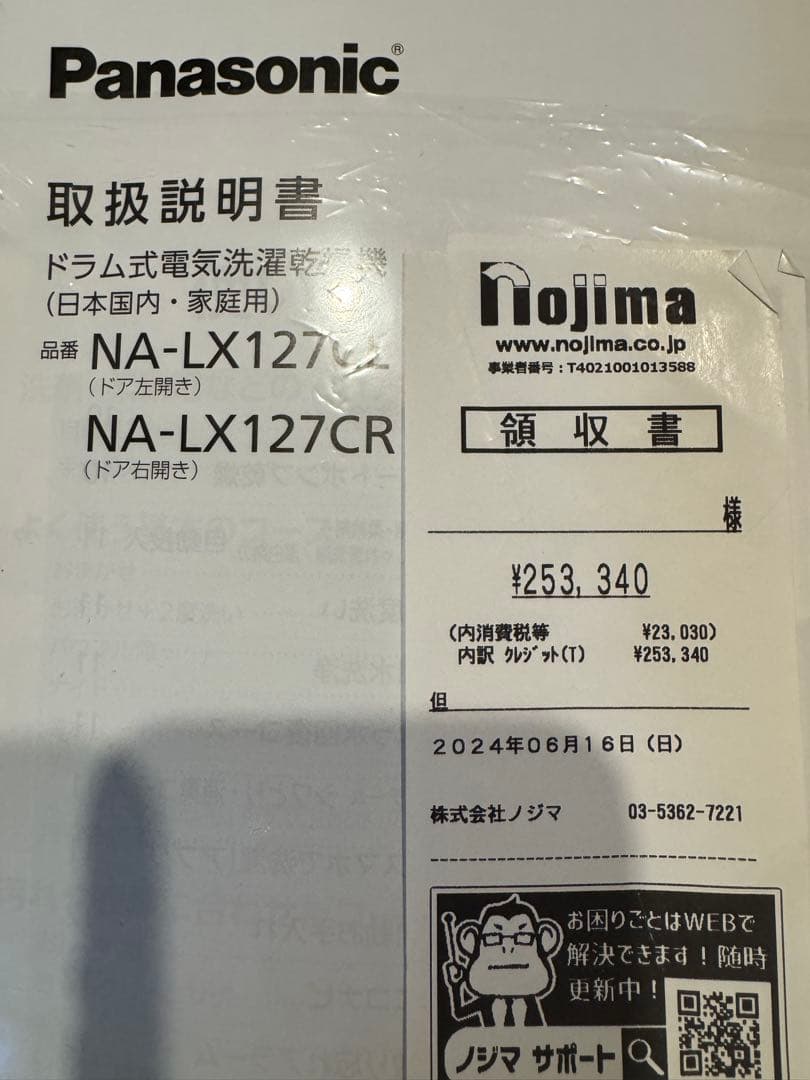 Panasonic®
取扱説明書
ドラム式電気洗濯乾燥機
(日本国内・家庭用)
品番 NA-LX127CL
(ドア左開き)
NA-LX127CR
(ドア右開き)
nojima
www.nojima.co.jp
事業者番号：T4021001013588
領収書
様
¥253,340
(内消費税等 ¥23,030)
内訳 ｸﾚｼﾞｯﾄ(T) ¥253,340
但
2024年06月16日（日）
株式会社ノジマ 03-5362-7221
お困りごとはWEBで
解決できます！随時
更新中！
ノジマ サポート